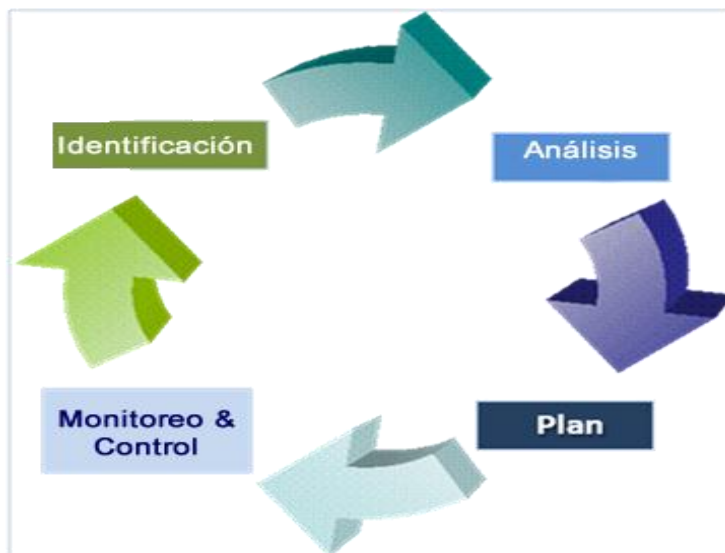 Identificación
Análisis
Plan
Monitoreo &
Control